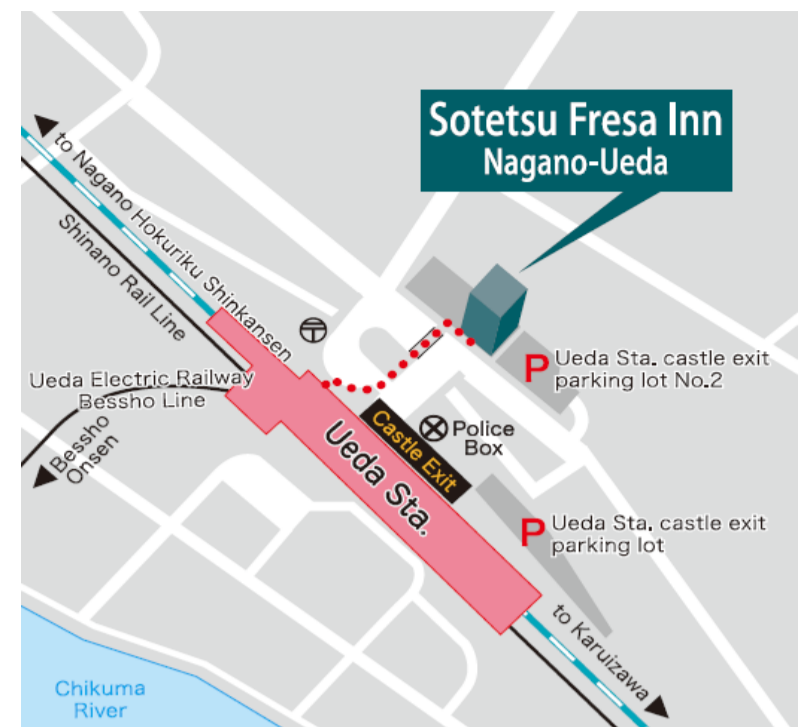 Sotetsu Fresa Inn
Nagano-Ueda
to Nagano Hokuriku Shinkansen
Shinano Rail Line
Ueda Electric Railway
Bessho Line
Bessho
Onsen
P Ueda Sta. castle exit
parking lot No.2
Castle Exit
Police
Box
Ueda Sta.
P Ueda Sta. castle exit
parking lot
to Karuizawa
Chikuma
River